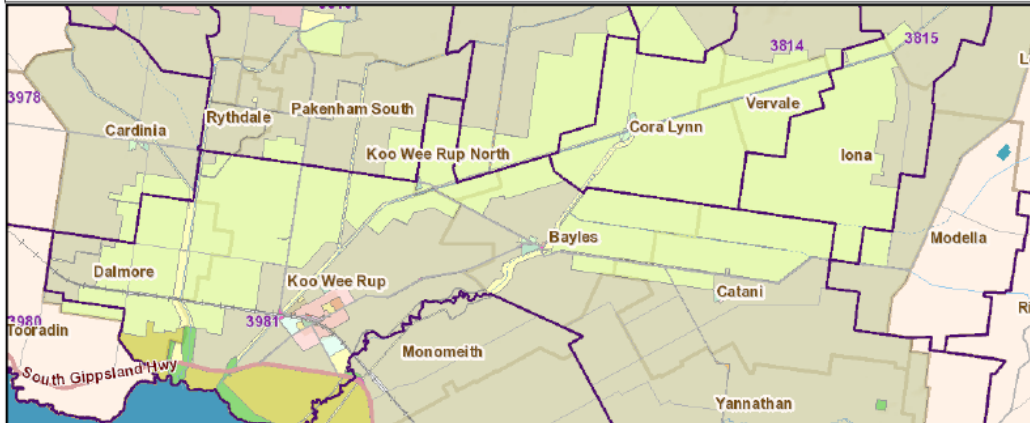 3814
3815
3978
Pakenham South
Rythdale
Vervale
Cardinia
Cora Lynn
Koo Wee Rup North
Iona
Bayles
Modella
Dalmore
Koo Wee Rup
Catani
3980
3981
Tooradin
Monomeith
South Gippsland Hwy
Yannathan